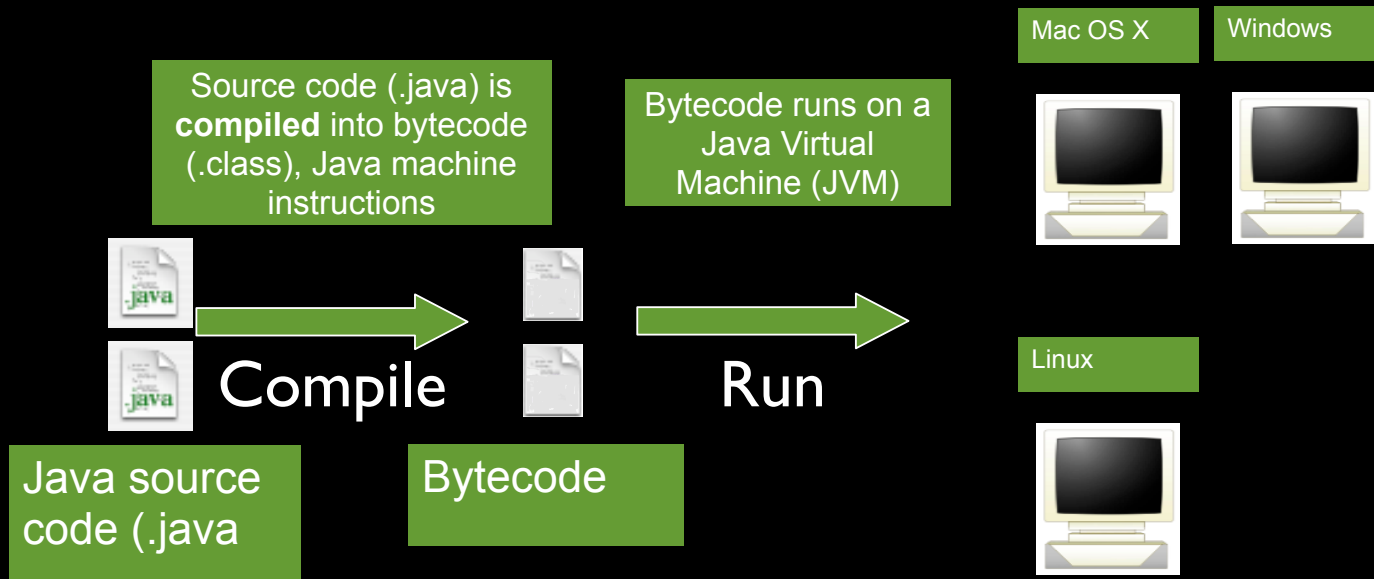 Mac OS X
Windows
Source code (.java) is
compiled into bytecode
(.class), Java machine
instructions
Bytecode runs on a
Java Virtual
Machine (JVM)
.java
.java
Compile
Run
Linux
Java source
code (.java
Bytecode